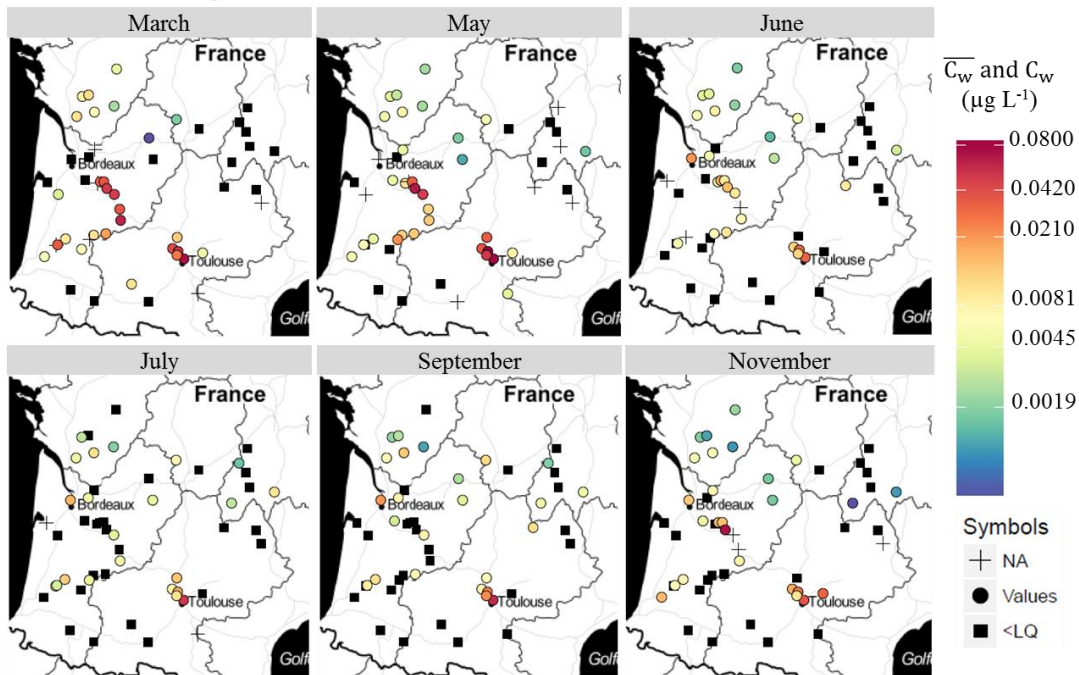 March
May
June
France
France
France
Bordeaux
Bordeaux
Bordeaux
Toulouse
Toulouse
Toulouse
Golf
Golf
Golf
July
September
November
France
France
France
Bordeaux
Bordeaux
Bordeaux
Toulouse
Toulouse
Toulouse
Golf
Golf
Golf
C̅w̅ and Cw
(µg L⁻¹)
0.0800
0.0420
0.0210
0.0081
0.0045
0.0019
Symbols
NA
Values
<LQ